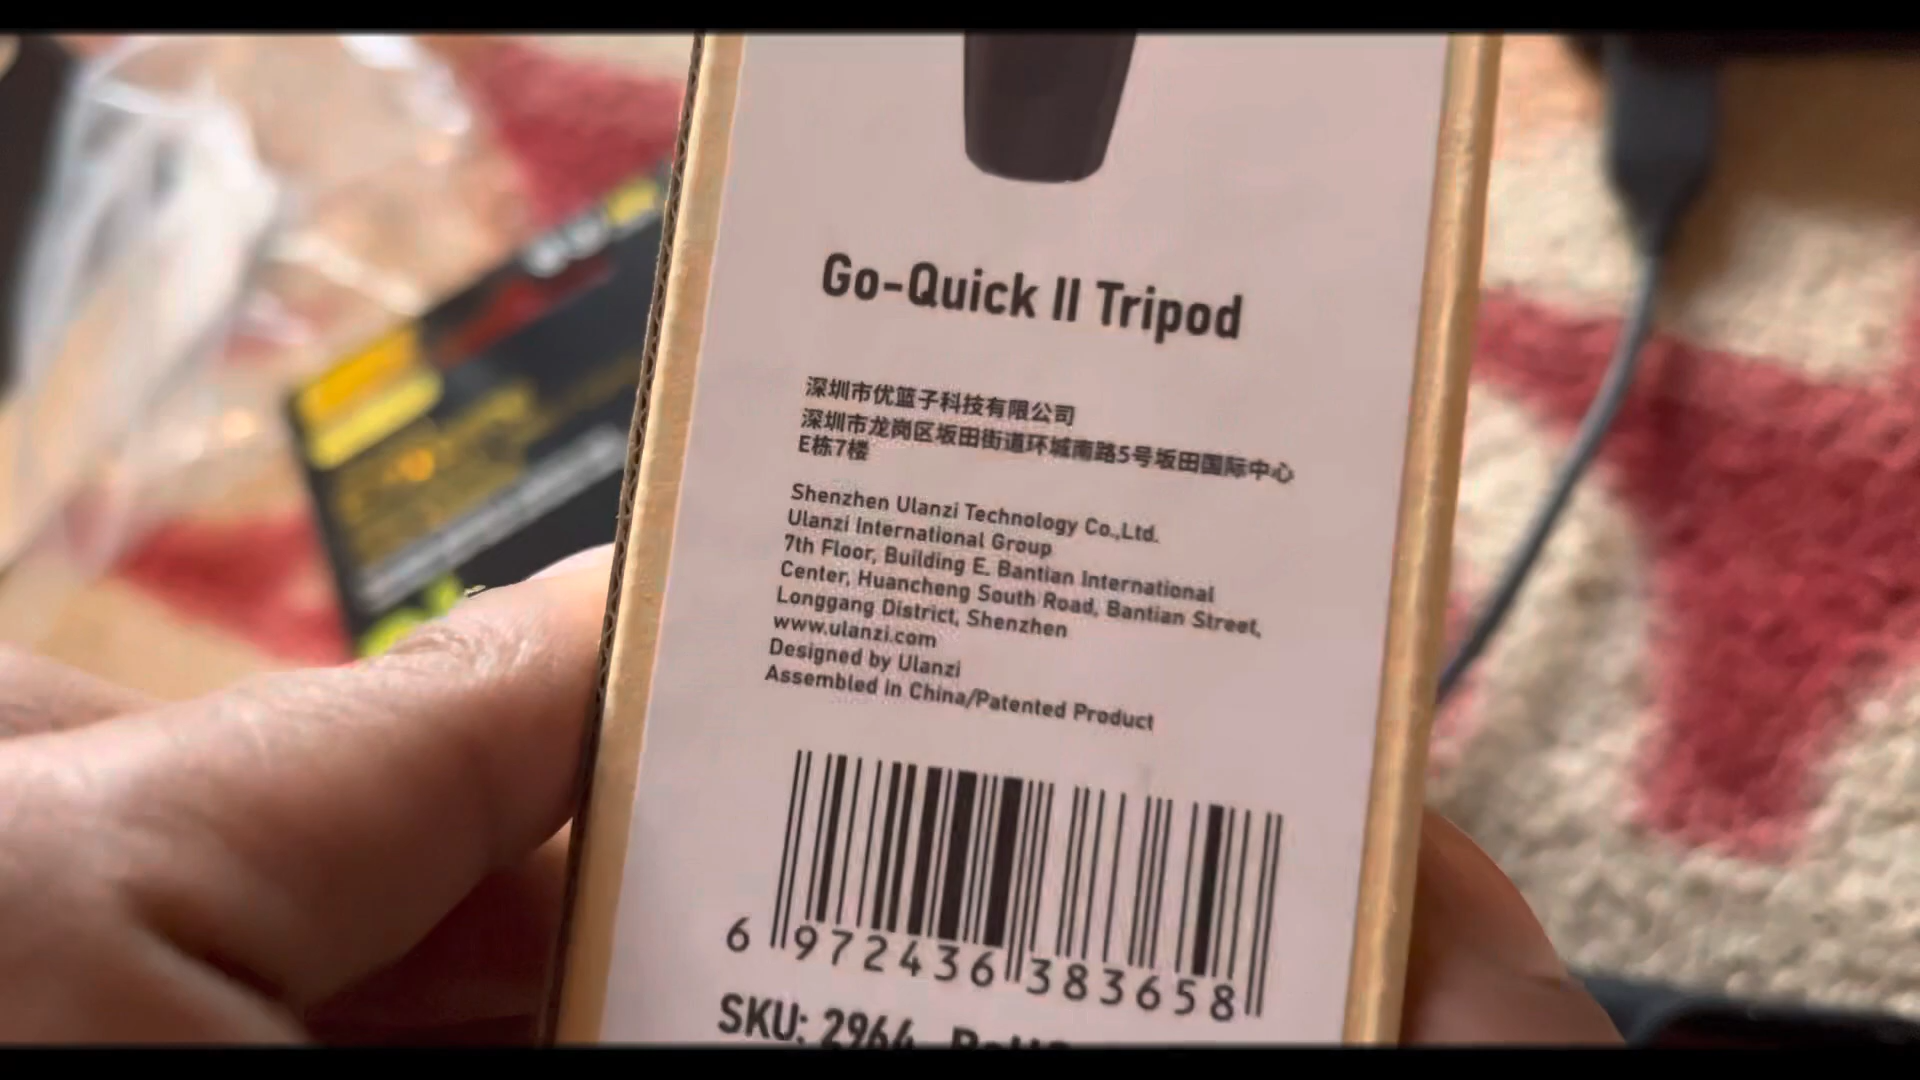 Go-Quick II Tripod
深圳市优篮子科技有限公司
深圳市龙岗区坂田街道环城南路5号坂田国际中心
E栋7楼
Shenzhen Ulanzi Technology Co.,Ltd.
Ulanzi International Group
7th Floor, Building E. Bantian International
Center, Huancheng South Road, Bantian Street,
Longgang District, Shenzhen
www.ulanzi.com
Designed by Ulanzi
Assembled in China/Patented Product
6 972436 383658
SKU: 2964 RoHS